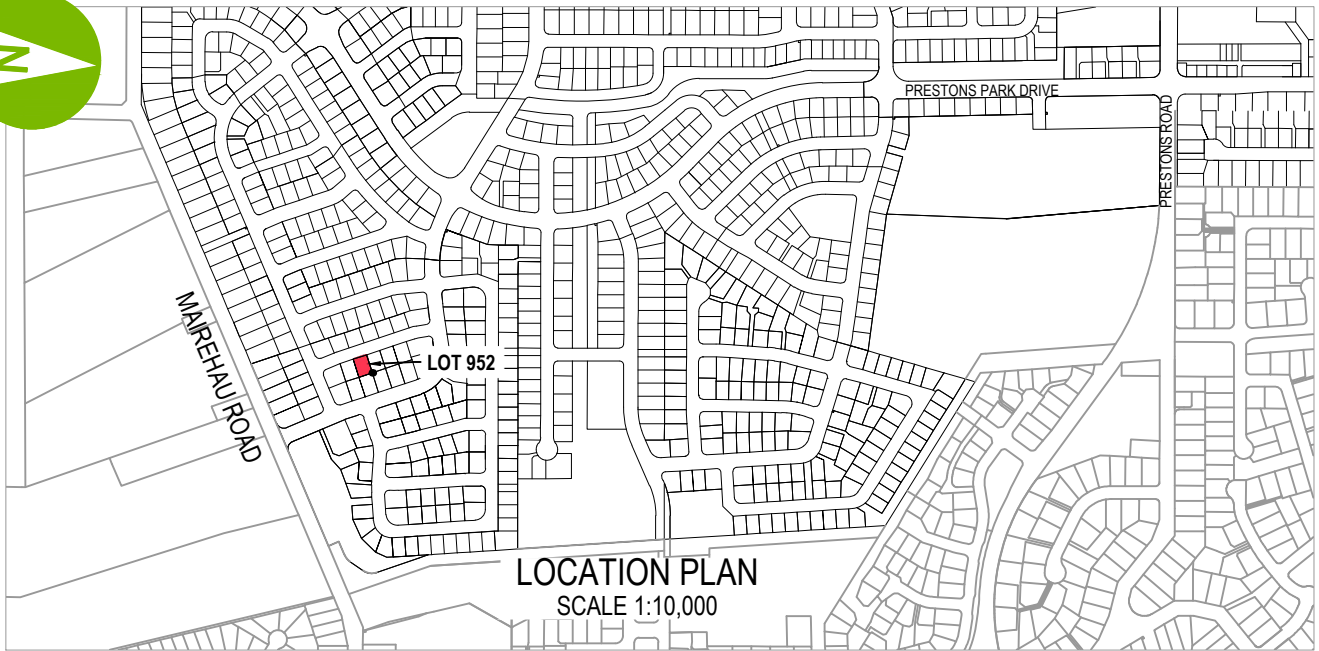 N
PRESTONS PARK DRIVE
PRESTONS ROAD
MAIREHAU ROAD
LOT 952
LOCATION PLAN
SCALE 1:10,000